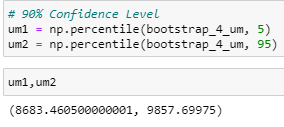 # 90% Confidence Level
um1 = np.percentile(bootstrap_4_um, 5)
um2 = np.percentile(bootstrap_4_um, 95)
um1,um2
(8683.460500000001, 9857.69975)